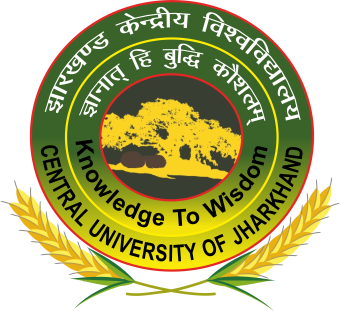 झारखण्ड केन्द्रीय विश्वविद्यालय
ज्ञानात् हि बुद्धि कौशलम्
Knowledge To Wisdom
CENTRAL UNIVERSITY OF JHARKHAND